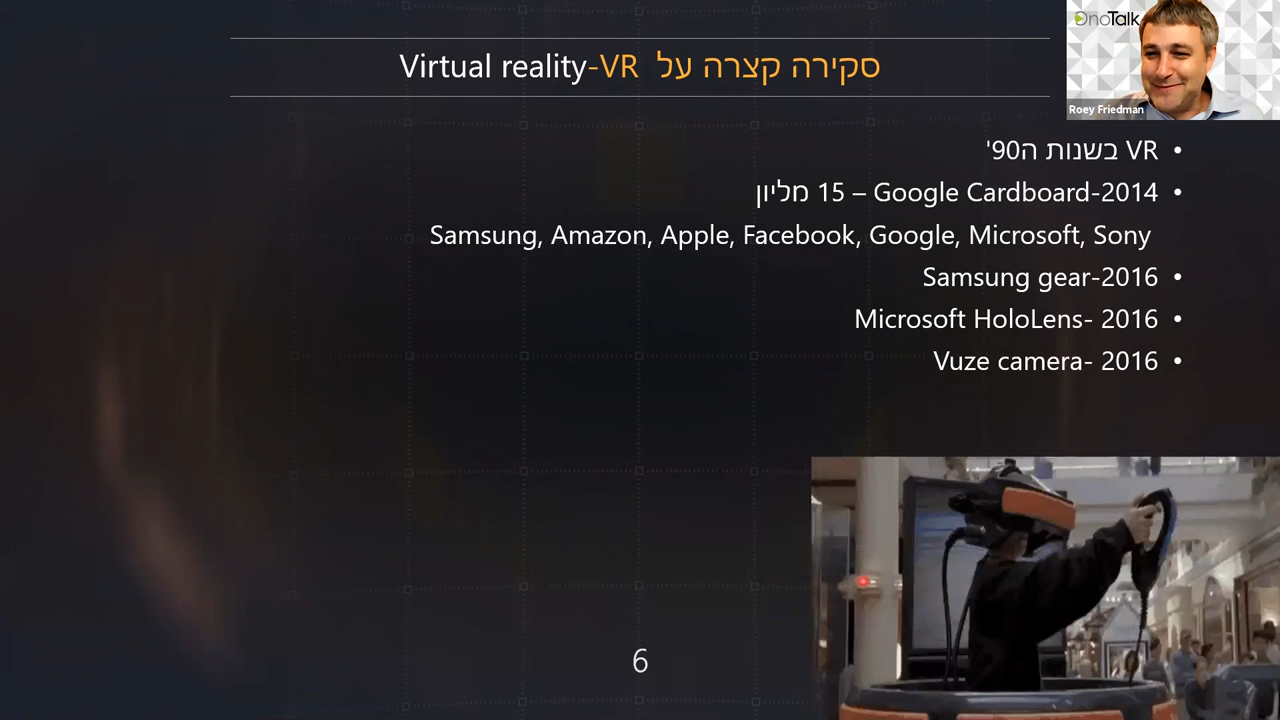 סקירה קצרה על VR-Virtual reality
OnoTalk
Roey Friedman
• VR בשנות ה90'
• Google Cardboard-2014 – 15 מליון
Samsung, Amazon, Apple, Facebook, Google, Microsoft, Sony
• Samsung gear-2016
• Microsoft HoloLens- 2016
• Vuze camera- 2016
6